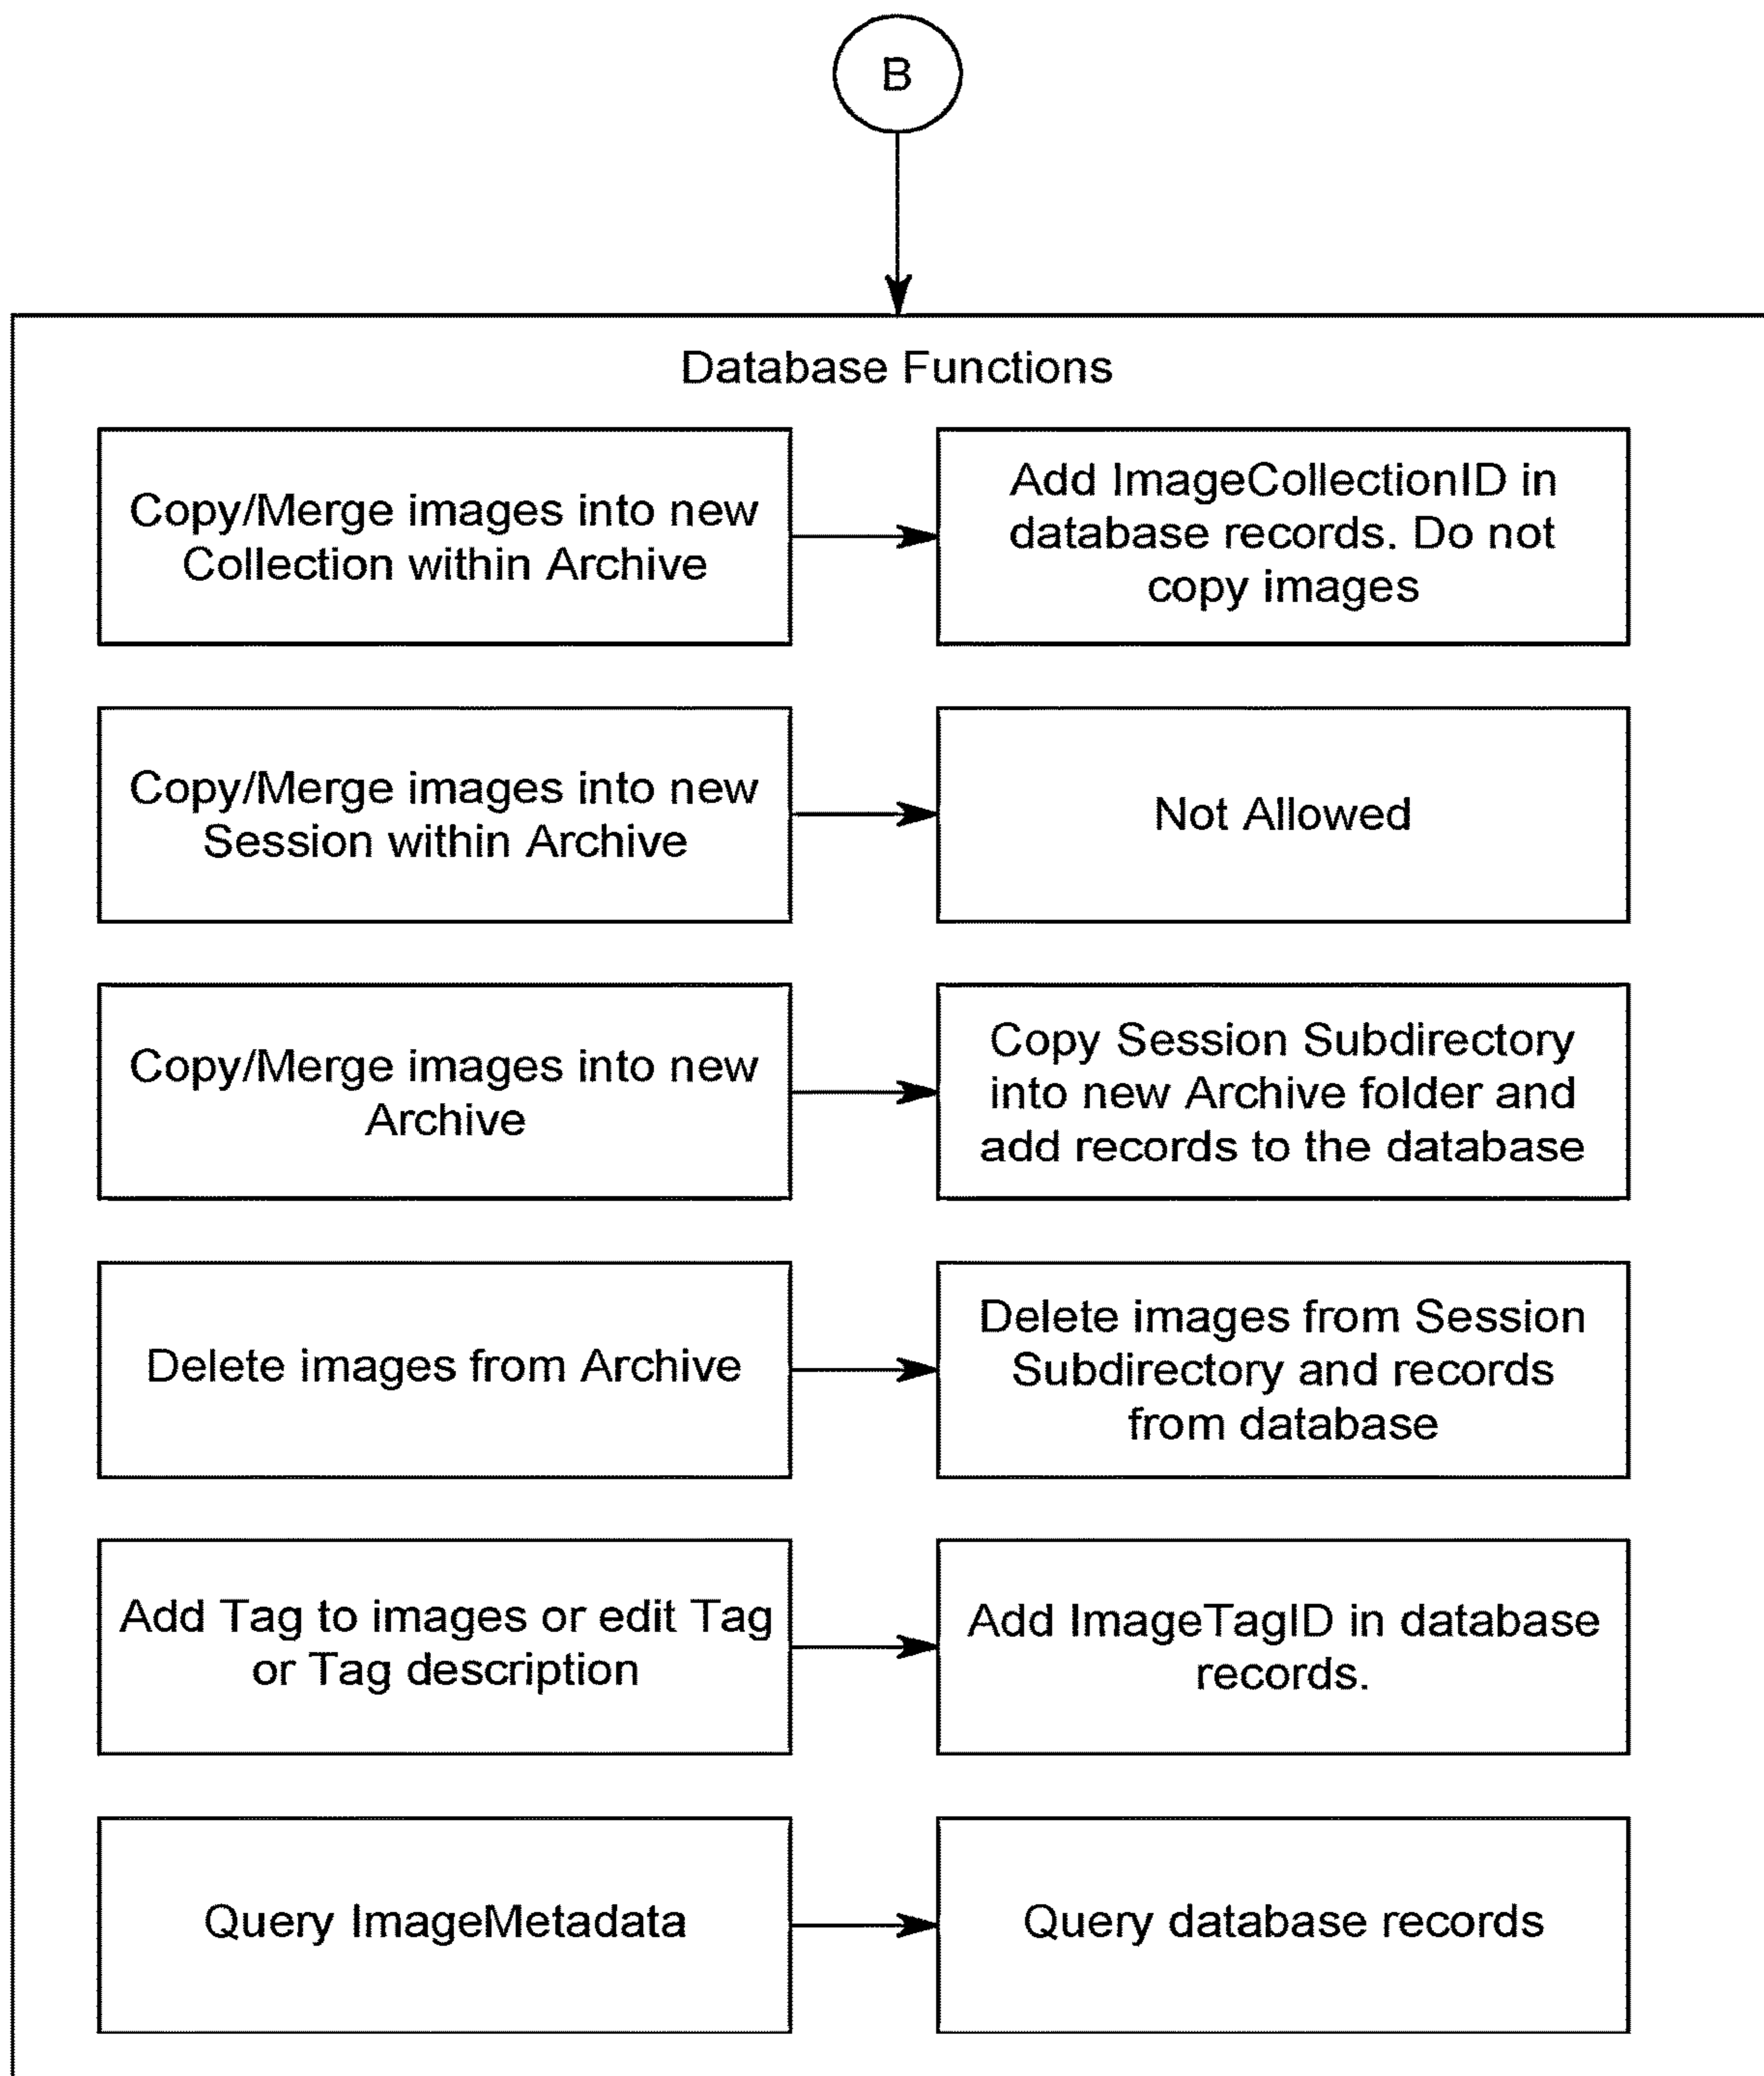 B
Database Functions
Copy/Merge images into new
Collection within Archive
Add ImageCollectionID in
database records. Do not
copy images
Copy/Merge images into new
Session within Archive
Not Allowed
Copy/Merge images into new
Archive
Copy Session Subdirectory
into new Archive folder and
add records to the database
Delete images from Archive
Delete images from Session
Subdirectory and records
from database
Add Tag to images or edit Tag
or Tag description
Add ImageTagID in database
records.
Query ImageMetadata
Query database records